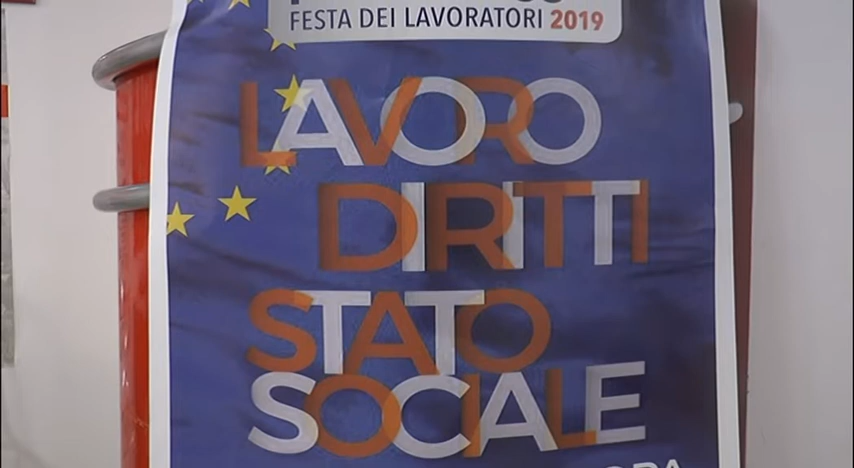 FESTA DEI LAVORATORI 2019
LAVORO
DIRITTI
STATO
SOCIALE